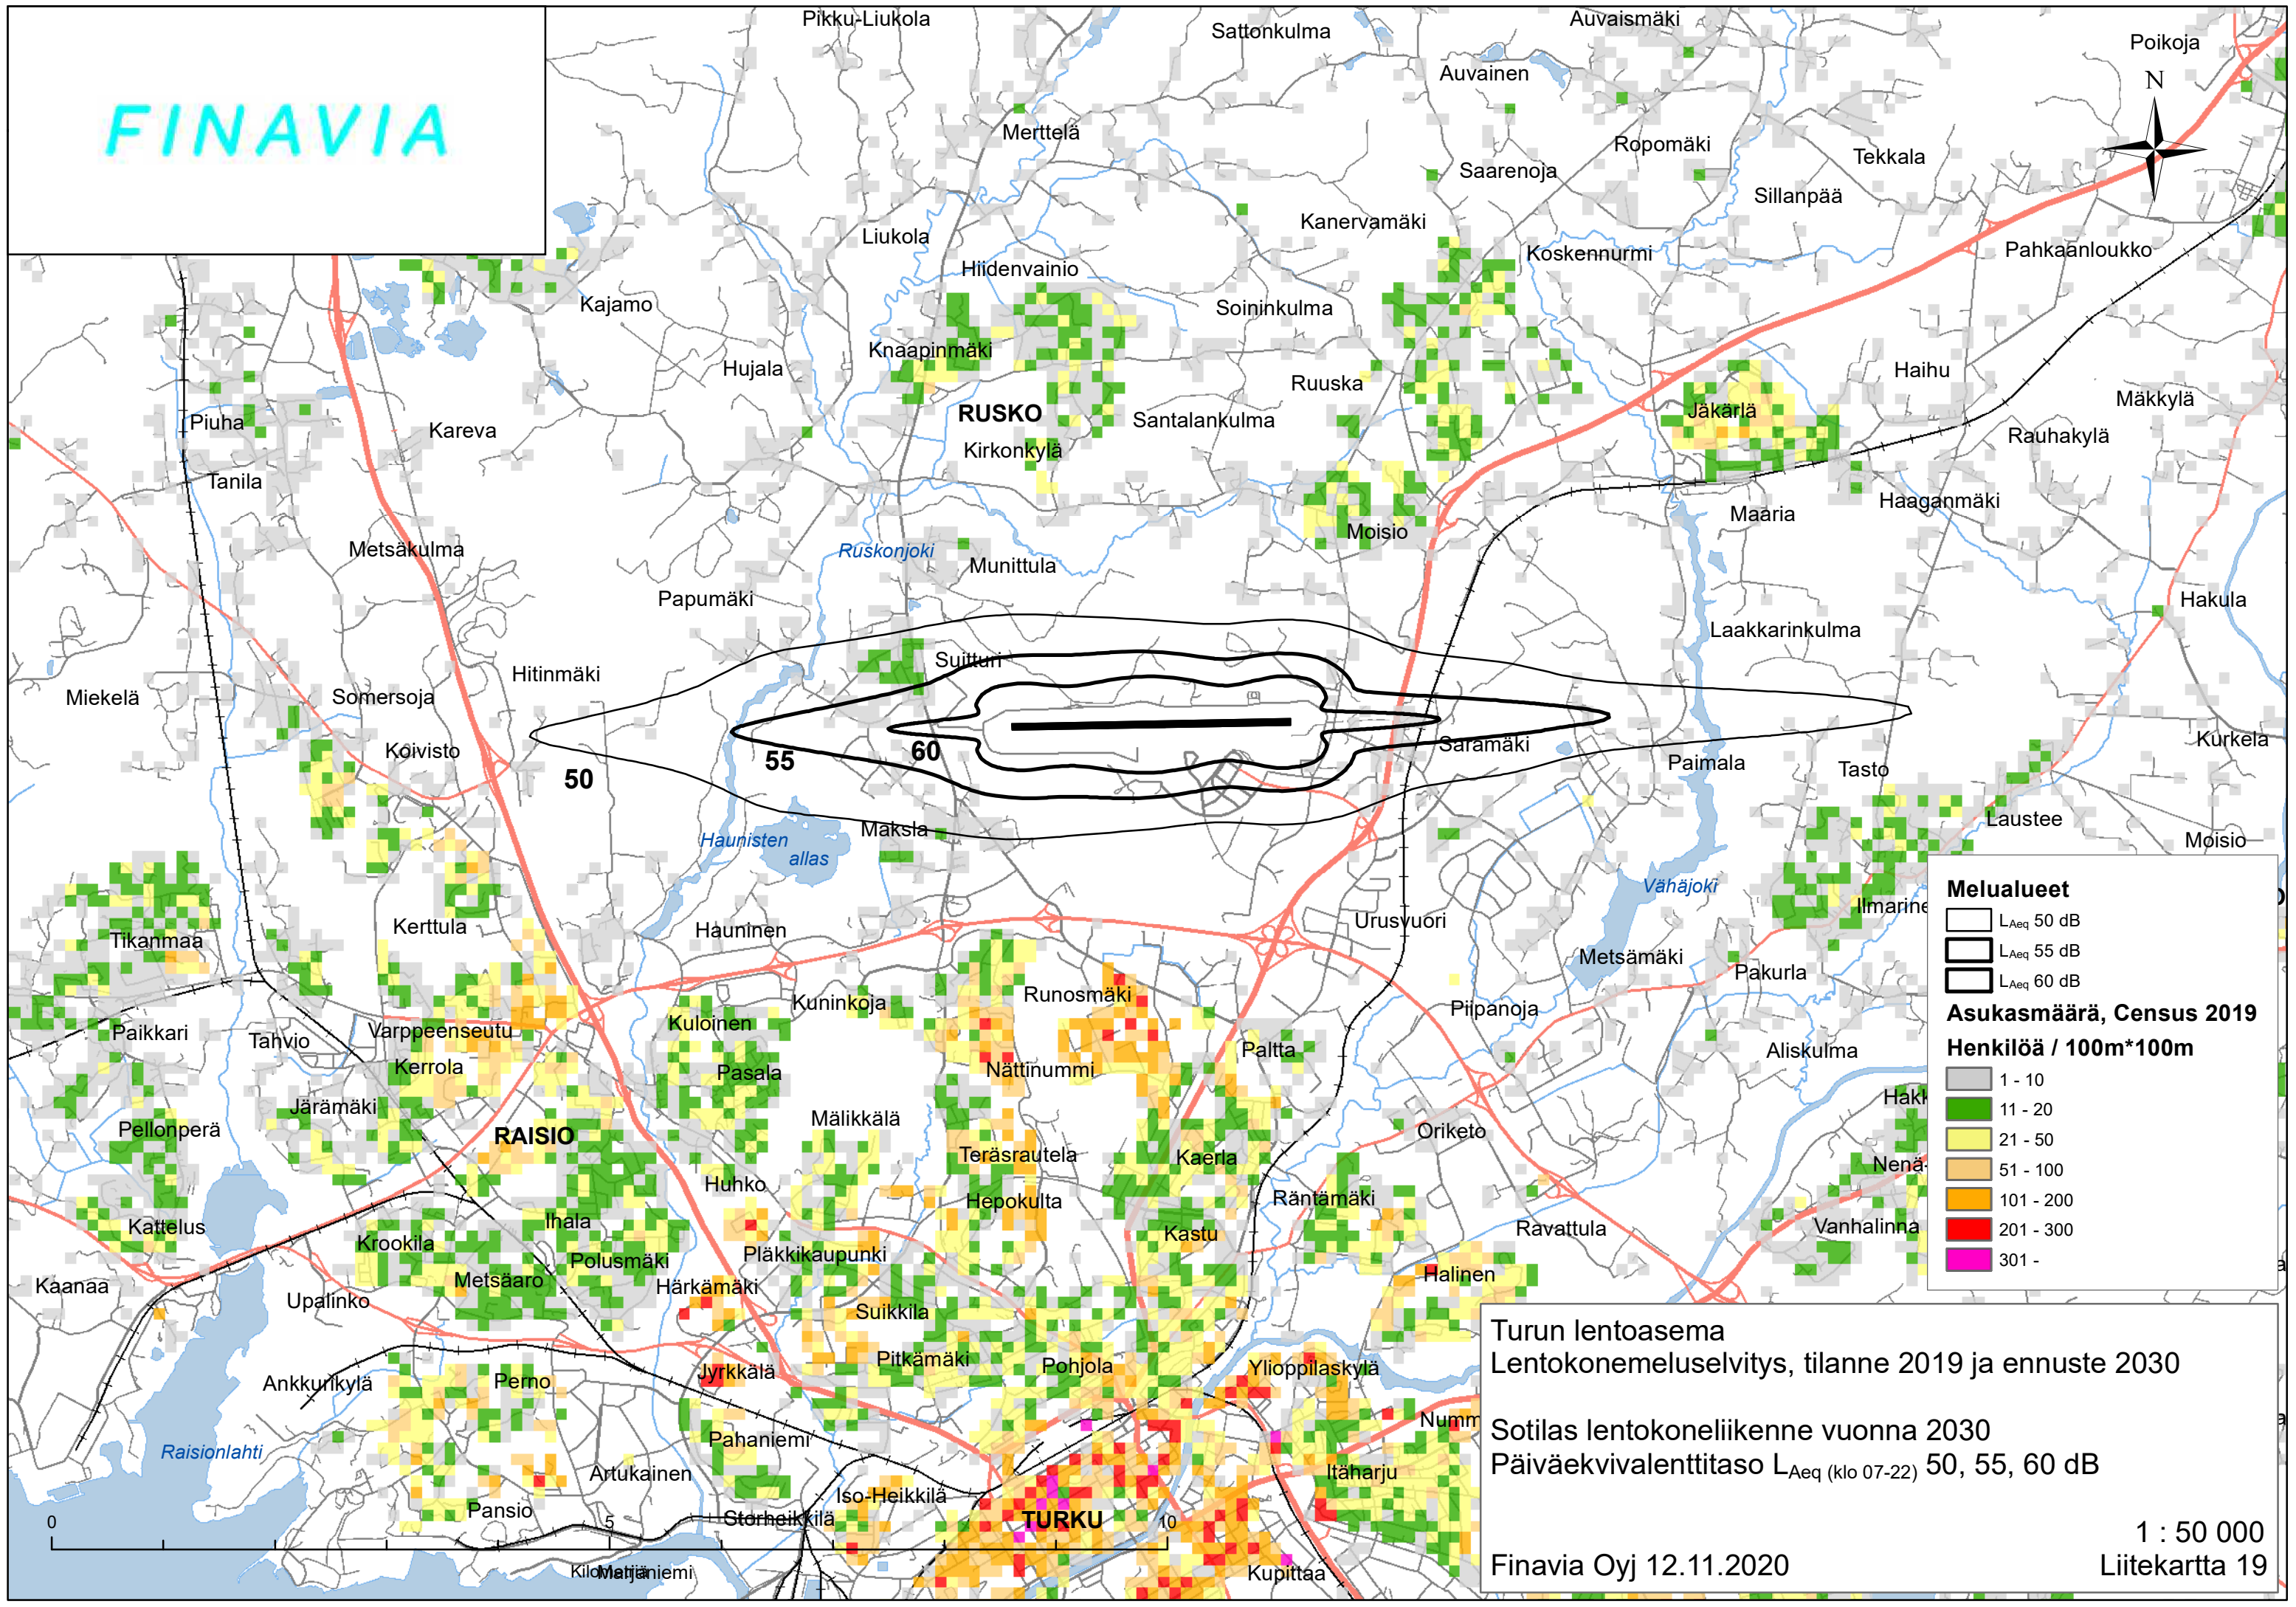 FINAVIA
Pikku-Liukola
Sattonkulma
Auvaismäki
Poikoja
N
Auvainen
Merttelä
Ropomäki
Tekkala
Saarenoja
Sillanpää
Kanervamäki
Liukola
Koskennurmi
Pahkaanloukko
Hiidenvainio
Kajamo
Soininkulma
Knaapinmäki
Hujala
Ruuska
Haihu
Mäkkylä
Jäkärlä
RUSKO
Santalankulma
Piuha
Kareva
Kirkonkylä
Rauhakylä
Tanila
Haaganmäki
Maaria
Moisio
Metsäkulma
Ruskonjoki
Munittula
Papumäki
Hakula
Laakkarinkulma
Suitturi
Hitinmäki
Miekelä
Somersoja
Koivisto
Saramäki
Kurkela
50
55
60
Paimala
Tasto
Laustee
Maksla
Haunisten
allas
Moisio
Vähäjoki
Ilmarine
Kerttula
Hauninen
Urusvuori
Tikanmaa
Metsämäki
Pakurla
Kuninkoja
Runosmäki
Piipanoja
Paikkari
Tahvio
Varppeenseutu
Kuloinen
Paltta
Aliskulma
Kerrola
Pasala
Nättinummi
Järämäki
Mälikkälä
Hakk
Pellonperä
RAISIO
Oriketo
Teräsrautela
Kaerla
Nenä-
Huhko
Hepokulta
Räntämäki
Kattelus
Ihala
Kastu
Ravattula
Vanhalinna
Krookila
Polusmäki
Pläkkikaupunki
Kaanaa
Metsäaro
Härkämäki
Halinen
Upalinko
Suikkila
Pitkämäki
Pohjola
Ylioppilaskylä
Ankkurikylä
Perno
Jyrkkälä
Numm
Raisionlahti
Pahaniemi
Artukainen
Itäharju
Pansio
Iso-Heikkilä
Storheikkilä
TURKU
0
5
10
Marjaniemi
Kupittaa
Melualueet
LAeq 50 dB
LAeq 55 dB
LAeq 60 dB
Asukasmäärä, Census 2019
Henkilöä / 100m*100m
1 - 10
11 - 20
21 - 50
51 - 100
101 - 200
201 - 300
301 -
Turun lentoasema
Lentokonemeluselvitys, tilanne 2019 ja ennuste 2030
Sotilas lentokoneliikenne vuonna 2030
Päiväekvivalenttitaso LAeq (klo 07-22) 50, 55, 60 dB
1 : 50 000
Finavia Oyj 12.11.2020
Liitekartta 19